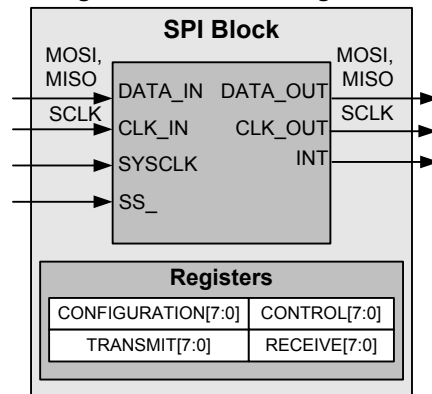 SPI Block
MOSI,
MISO
SCLK
DATA_IN
CLK_IN
SYSCLK
SS_
DATA_OUT
CLK_OUT
INT
MOSI,
MISO
SCLK
Registers
CONFIGURATION[7:0] CONTROL[7:0]
TRANSMIT[7:0] RECEIVE[7:0]